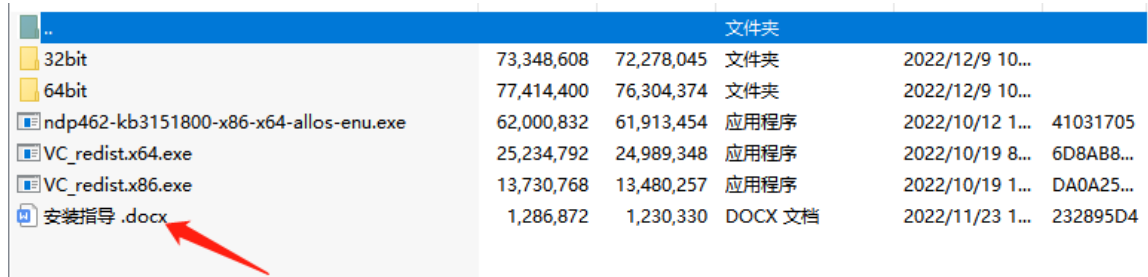 .. 文件夹
32bit 73,348,608 72,278,045 文件夹 2022/12/9 10...
64bit 77,414,400 76,304,374 文件夹 2022/12/9 10...
ndp462-kb3151800-x86-x64-allos-enu.exe 62,000,832 61,913,454 应用程序 2022/10/12 1... 41031705
VC_redist.x64.exe 25,234,792 24,989,348 应用程序 2022/10/19 8... 6D8AB8...
VC_redist.x86.exe 13,730,768 13,480,257 应用程序 2022/10/19 1... DA0A25...
安装指导 .docx 1,286,872 1,230,330 DOCX 文档 2022/11/23 1... 232895D4